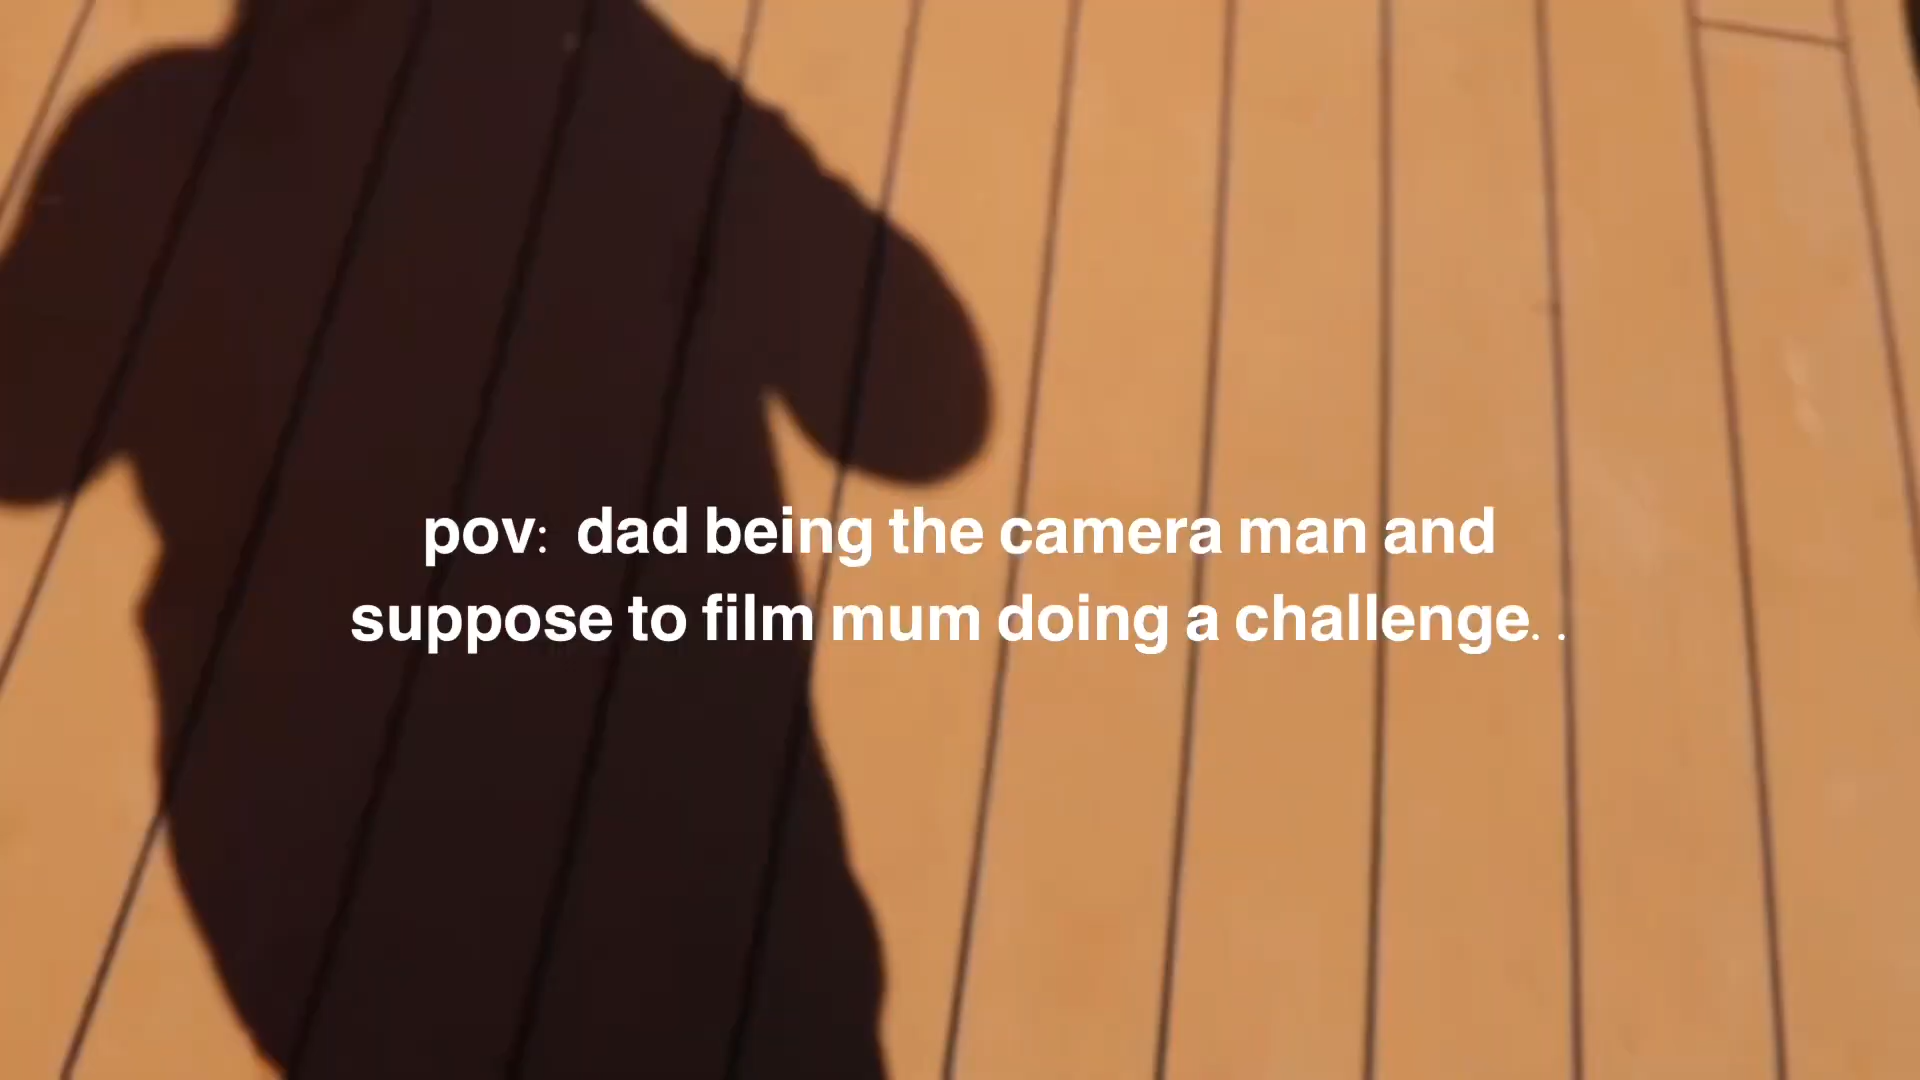 pov: dad being the camera man and
suppose to film mum doing a challenge. .